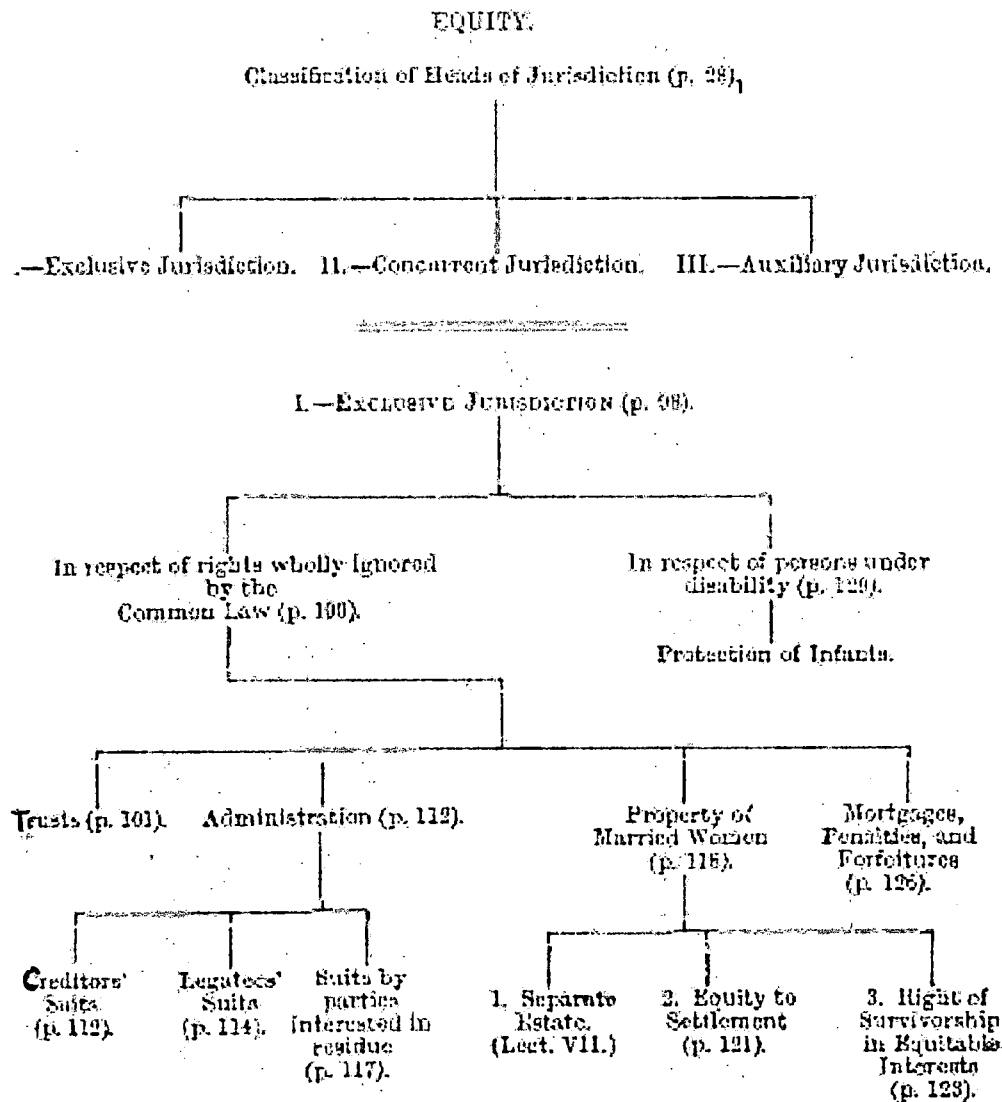 EQUITY.
Classification of Heads of Jurisdiction (p. 28)
.—Exclusive Jurisdiction. II.—Concurrent Jurisdiction. III.—Auxiliary Jurisdiction.
I.—EXCLUSIVE JURISDICTION (p. 98).
In respect of rights wholly ignored
by the
Common Law (p. 100).
In respect of persons under
disability (p. 129).
Protection of Infants.
Trusts (p. 101). Administration (p. 112).
Property of
Married Women
(p. 118).
Mortgages,
Penalties, and
Forfeitures
(p. 126).
Creditors'
Suits
(p. 112).
Legatees'
Suits
(p. 114).
Suits by
parties
interested in
residue
(p. 117).
1. Separate
Estate.
(Lect. VII.)
2. Equity to
Settlement
(p. 121).
3. Right of
Survivorship
in Equitable
Interests
(p. 123).